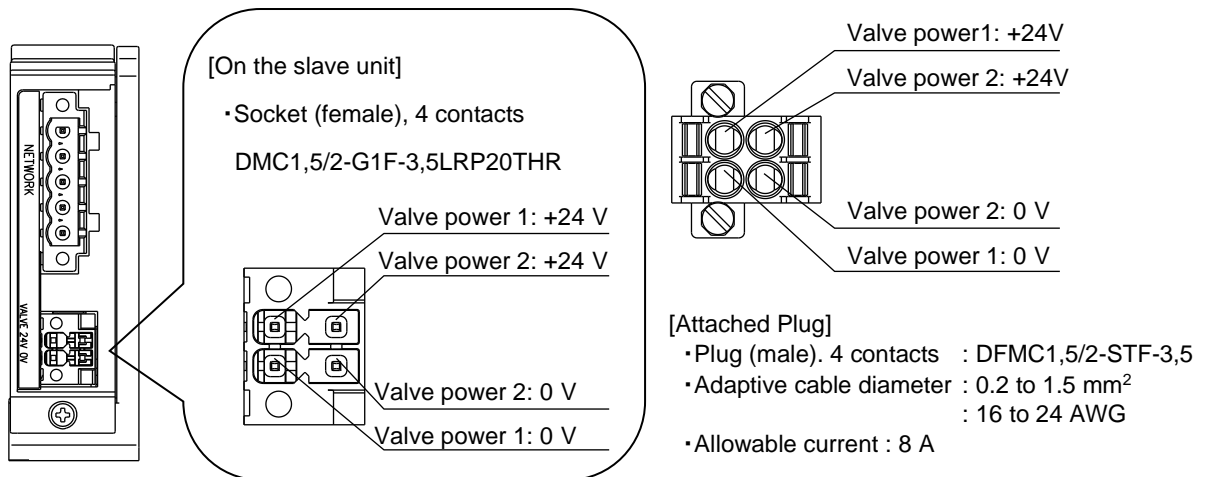 NETWORK
VALVE 24V 0V
[On the slave unit]
・Socket (female), 4 contacts
DMC1,5/2-G1F-3,5LRP20THR
Valve power 1: +24 V
Valve power 2: +24 V
Valve power 2: 0 V
Valve power 1: 0 V
Valve power1: +24V
Valve power 2: +24V
Valve power 2: 0 V
Valve power 1: 0 V
[Attached Plug]
・Plug (male). 4 contacts : DFMC1,5/2-STF-3,5
・Adaptive cable diameter : 0.2 to 1.5 mm²
: 16 to 24 AWG
・Allowable current : 8 A